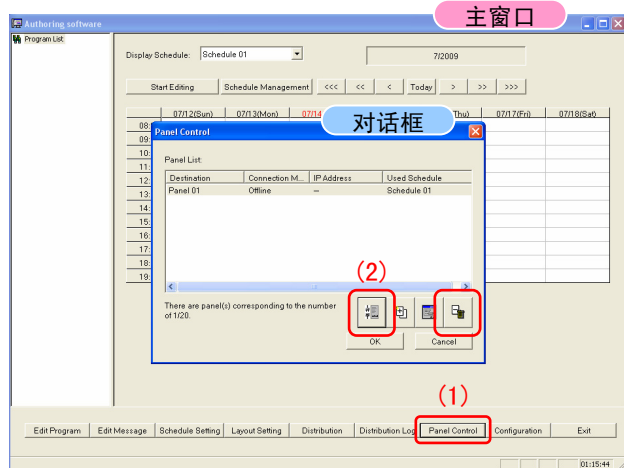 主窗口
Authoring software
Program List
Display Schedule: Schedule 01
7/2009
Start Editing Schedule Management <<< << < Today > >> >>>
07/12(Sun) 07/13(Mon) 07/14 Thu) 07/17(Fri) 07/18(Sat)
对话框
08:
Panel Control
09:
10:
Panel List:
11:
12:
Destination Connection M... IP Address Used Schedule
Panel 01 Offline -- Schedule 01
13:
14:
15:
16:
17:
18:
19:
(2)
There are panel(s) corresponding to the number
of 1/20.
OK Cancel
(1)
Edit Program Edit Message Schedule Setting Layout Setting Distribution Distribution Log Panel Control Configuration Exit
01:15:44